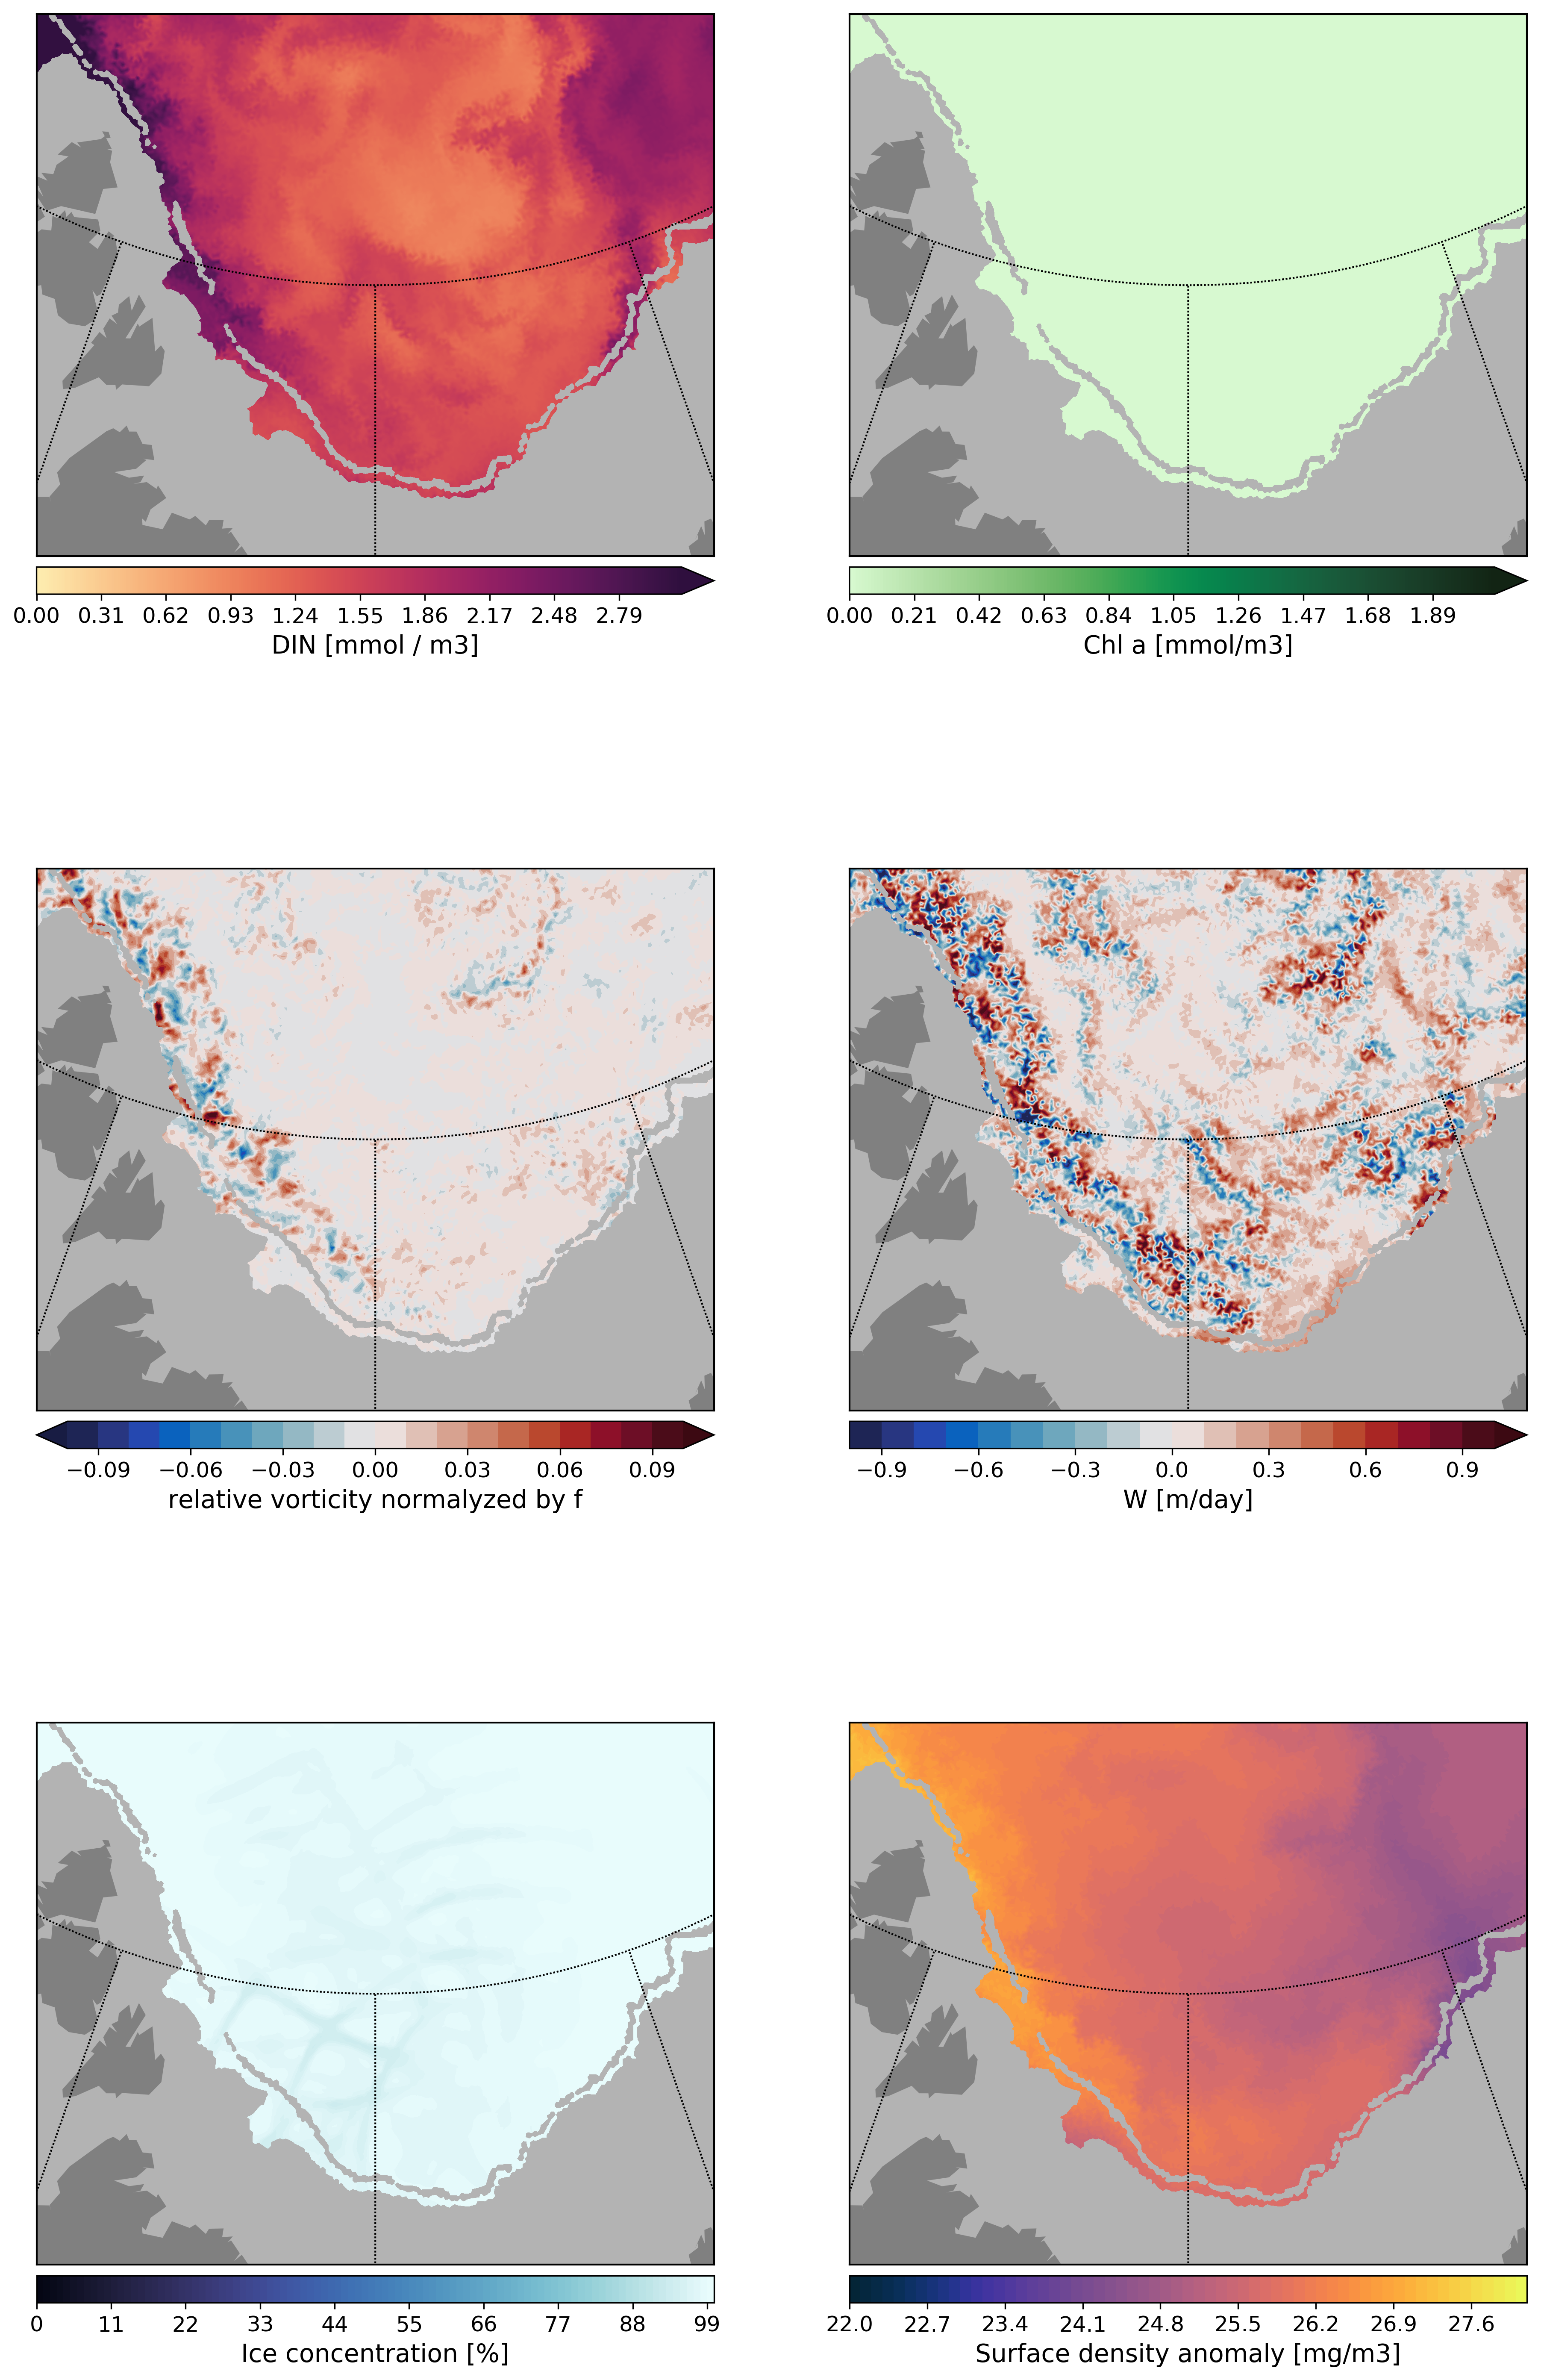 0.00 0.31 0.62 0.93 1.24 1.55 1.86 2.17 2.48 2.79
DIN [mmol / m3]
0.00 0.21 0.42 0.63 0.84 1.05 1.26 1.47 1.68 1.89
Chl a [mmol/m3]
−0.09 −0.06 −0.03 0.00 0.03 0.06 0.09
relative vorticity normalyzed by f
−0.9 −0.6 −0.3 0.0 0.3 0.6 0.9
W [m/day]
0 11 22 33 44 55 66 77 88 99
Ice concentration [%]
22.0 22.7 23.4 24.1 24.8 25.5 26.2 26.9 27.6
Surface density anomaly [mg/m3]